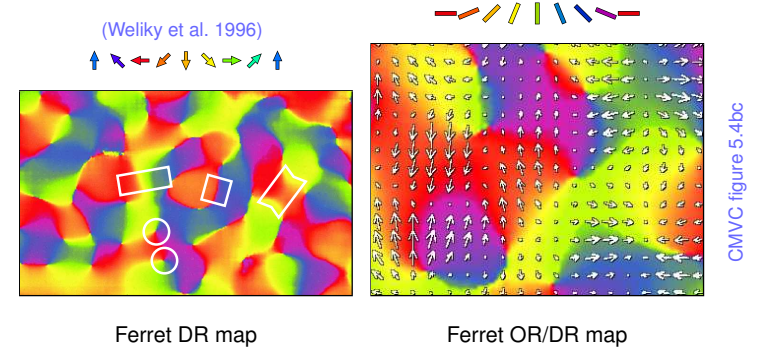 (Weliky et al. 1996)
CMVC figure 5.4bc
Ferret DR map
Ferret OR/DR map